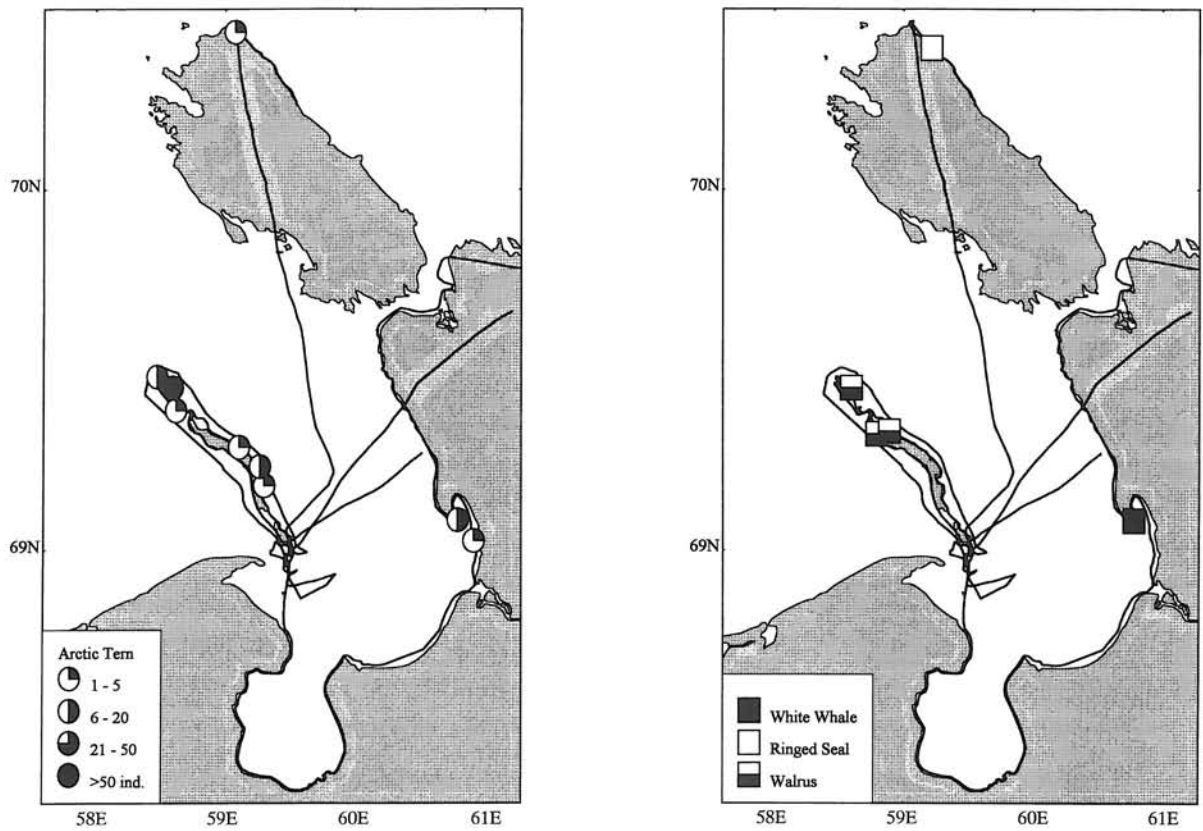 70N
69N
Arctic Tern
1 - 5
6 - 20
21 - 50
>50 ind.
58E
59E
60E
61E
70N
69N
White Whale
Ringed Seal
Walrus
58E
59E
60E
61E